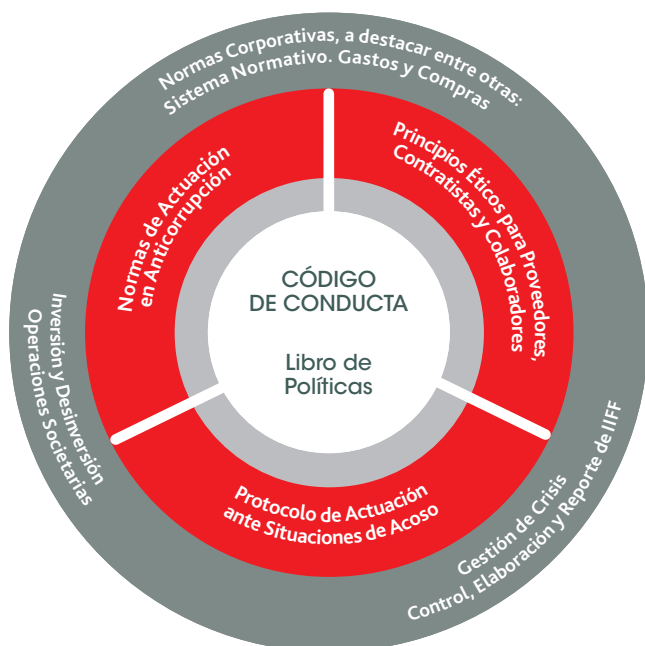 Normas Corporativas, a destacar entre otras:
Sistema Normativo. Gastos y Compras
Normas de Actuación
en Anticorrupción
Principios Éticos para Proveedores,
Contratistas y Colaboradores
CÓDIGO
DE CONDUCTA
Libro de
Políticas
Inversión y Desinversión
Operaciones Societarias
Protocolo de Actuación
ante Situaciones de Acoso
Gestión de Crisis
Control, Elaboración y Reporte de IIFF